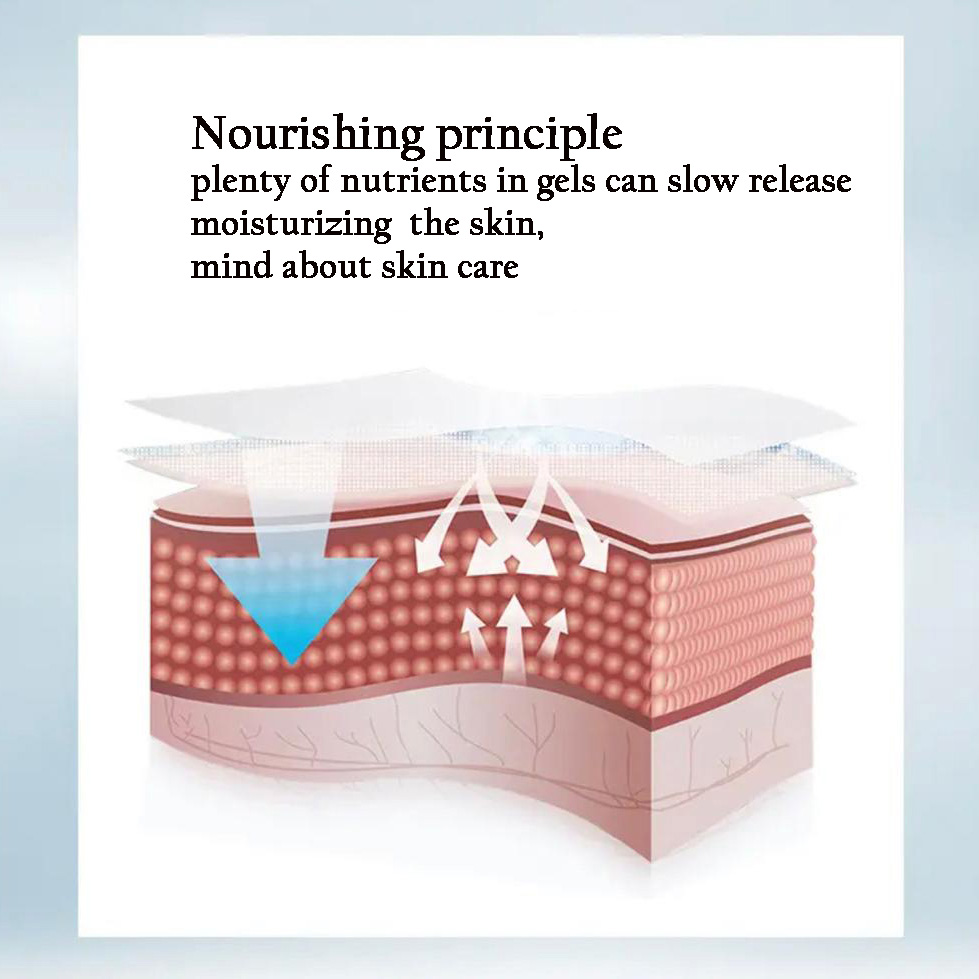 Nourishing principle
plenty of nutrients in gels can slow release
moisturizing the skin,
mind about skin care